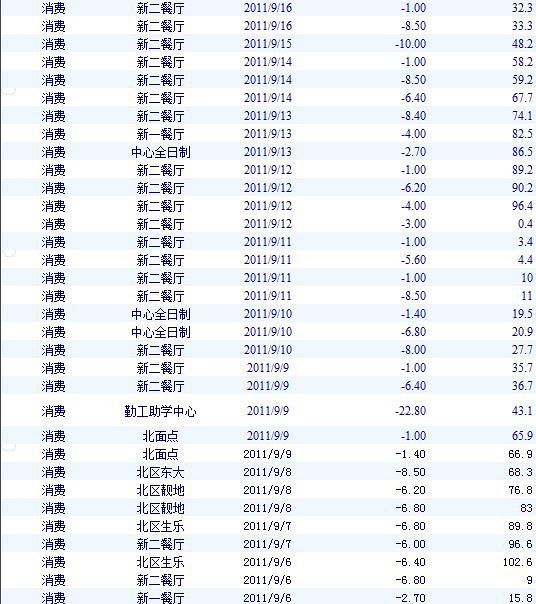 消费 新二餐厅 2011/9/16 -1.00 32.3
消费 新二餐厅 2011/9/16 -8.50 33.3
消费 新二餐厅 2011/9/15 -10.00 48.2
消费 新二餐厅 2011/9/14 -1.00 58.2
消费 新二餐厅 2011/9/14 -8.50 59.2
消费 新二餐厅 2011/9/14 -6.40 67.7
消费 新二餐厅 2011/9/13 -8.40 74.1
消费 新一餐厅 2011/9/13 -4.00 82.5
消费 中心全日制 2011/9/13 -2.70 86.5
消费 新二餐厅 2011/9/12 -1.00 89.2
消费 新二餐厅 2011/9/12 -6.20 90.2
消费 新二餐厅 2011/9/12 -4.00 96.4
消费 新二餐厅 2011/9/12 -3.00 0.4
消费 新二餐厅 2011/9/11 -1.00 3.4
消费 新二餐厅 2011/9/11 -5.60 4.4
消费 新二餐厅 2011/9/11 -1.00 10
消费 新二餐厅 2011/9/11 -8.50 11
消费 中心全日制 2011/9/10 -1.40 19.5
消费 中心全日制 2011/9/10 -6.80 20.9
消费 新二餐厅 2011/9/10 -8.00 27.7
消费 新二餐厅 2011/9/9 -1.00 35.7
消费 新二餐厅 2011/9/9 -6.40 36.7
消费 勤工助学中心 2011/9/9 -22.80 43.1
消费 北面点 2011/9/9 -1.00 65.9
消费 北面点 2011/9/9 -1.40 66.9
消费 北区东大 2011/9/8 -8.50 68.3
消费 北区靓地 2011/9/8 -6.20 76.8
消费 北区靓地 2011/9/8 -6.80 83
消费 北区生乐 2011/9/7 -6.80 89.8
消费 新二餐厅 2011/9/7 -6.00 96.6
消费 北区生乐 2011/9/6 -6.40 102.6
消费 新二餐厅 2011/9/6 -6.80 9
消费 新一餐厅 2011/9/6 -2.70 15.8